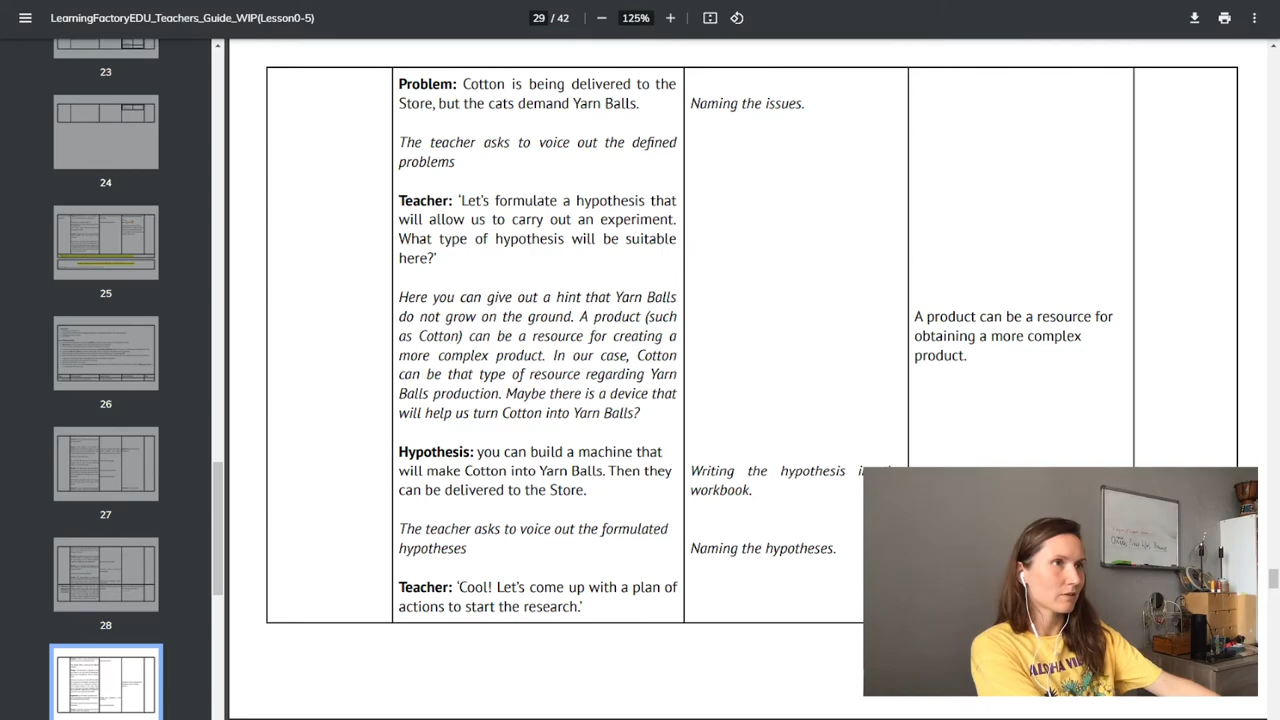 LearningFactoryEDU_Teachers_Guide_WIP(Lesson0-5)
29 / 42
125%
23
24
25
26
27
28
Problem: Cotton is being delivered to the
Store, but the cats demand Yarn Balls.
The teacher asks to voice out the defined
problems
Teacher: ‘Let’s formulate a hypothesis that
will allow us to carry out an experiment.
What type of hypothesis will be suitable
here?’
Here you can give out a hint that Yarn Balls
do not grow on the ground. A product (such
as Cotton) can be a resource for creating a
more complex product. In our case, Cotton
can be that type of resource regarding Yarn
Balls production. Maybe there is a device that
will help us turn Cotton into Yarn Balls?
Hypothesis: you can build a machine that
will make Cotton into Yarn Balls. Then they
can be delivered to the Store.
The teacher asks to voice out the formulated
hypotheses
Teacher: ‘Cool! Let’s come up with a plan of
actions to start the research.’
Naming the issues.
Writing the hypothesis
workbook.
Naming the hypotheses.
A product can be a resource for
obtaining a more complex
product.